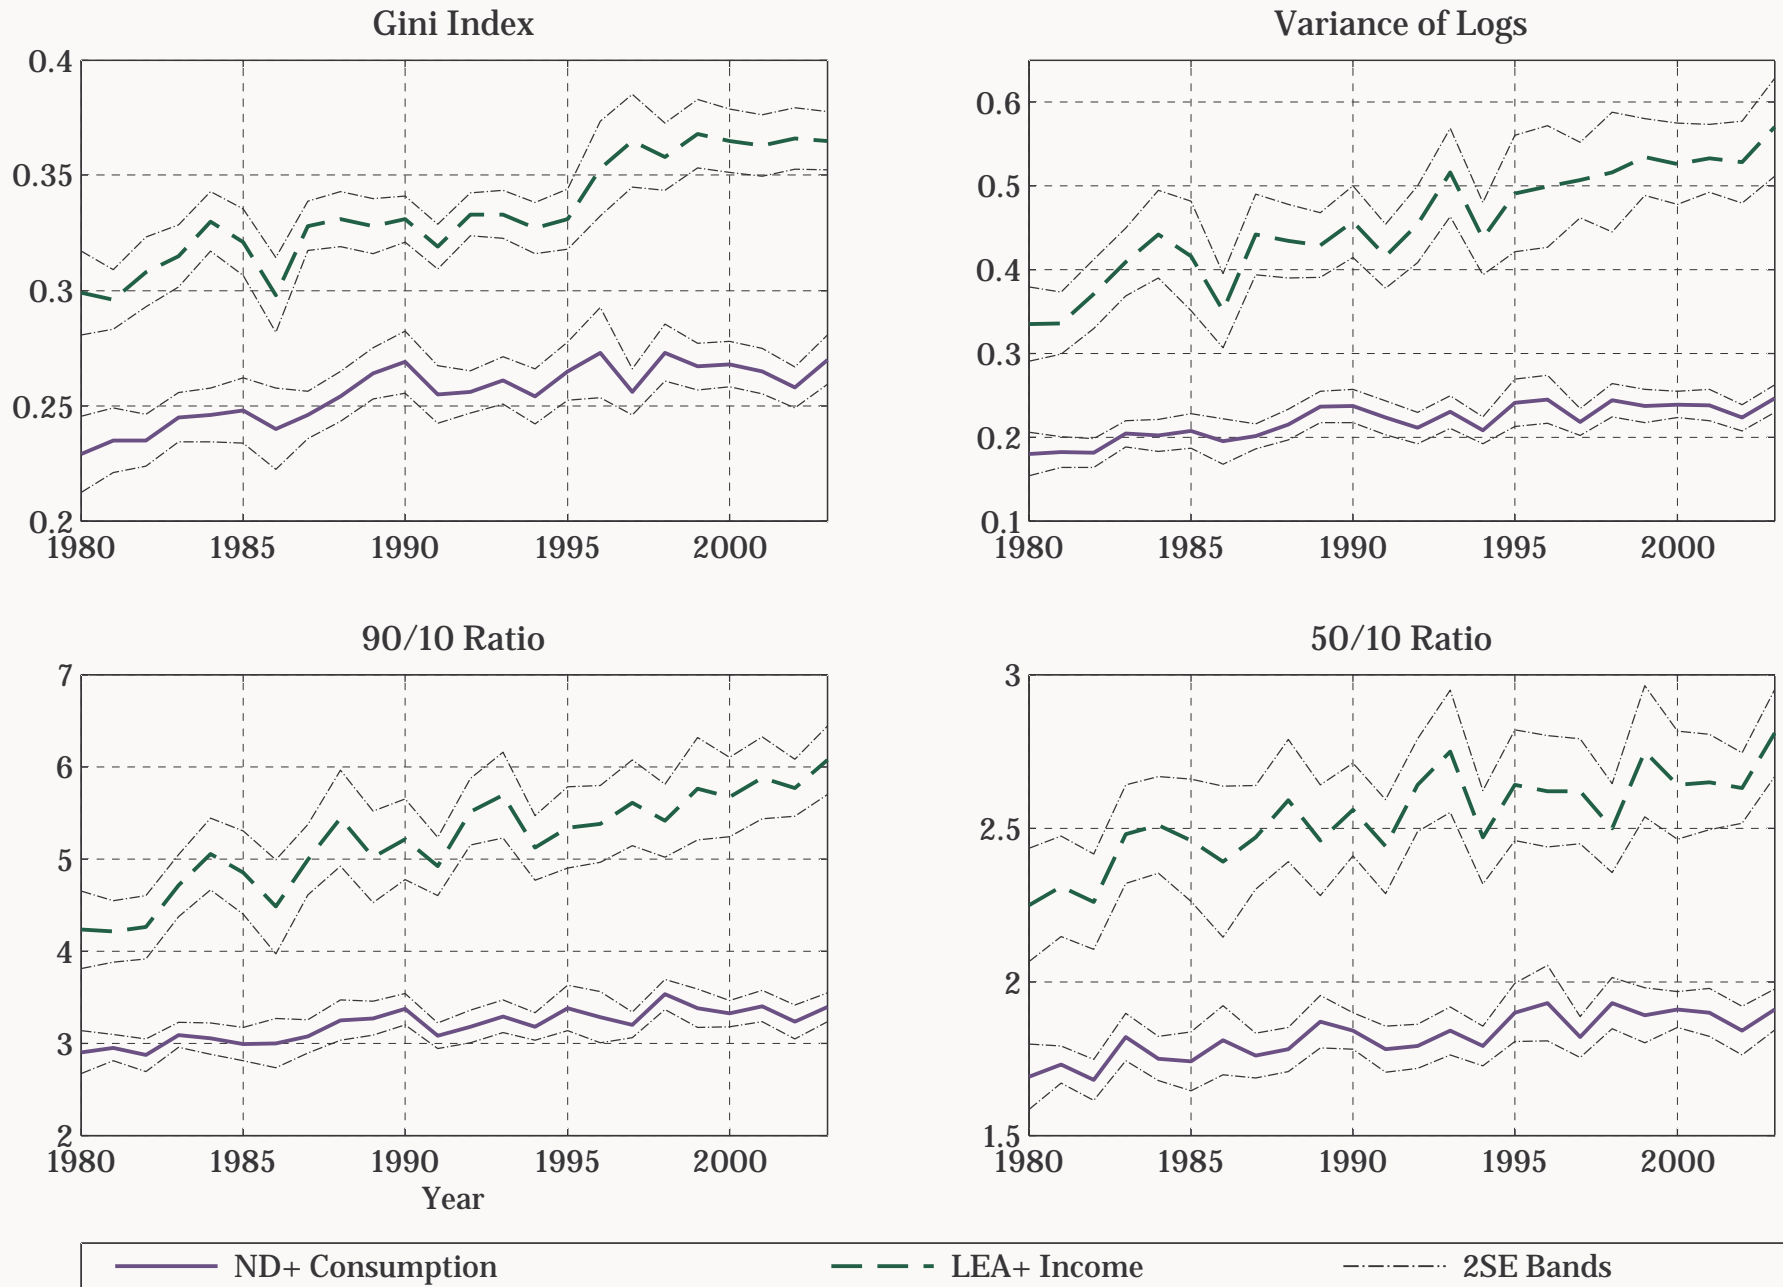 Gini Index
0.4
0.35
0.3
0.25
0.2
1980 1985 1990 1995 2000
Variance of Logs
0.6
0.5
0.4
0.3
0.2
0.1
1980 1985 1990 1995 2000
90/10 Ratio
7
6
5
4
3
2
1980 1985 1990 1995 2000
Year
50/10 Ratio
3
2.5
2
1.5
1980 1985 1990 1995 2000
ND+ Consumption LEA+ Income 2SE Bands